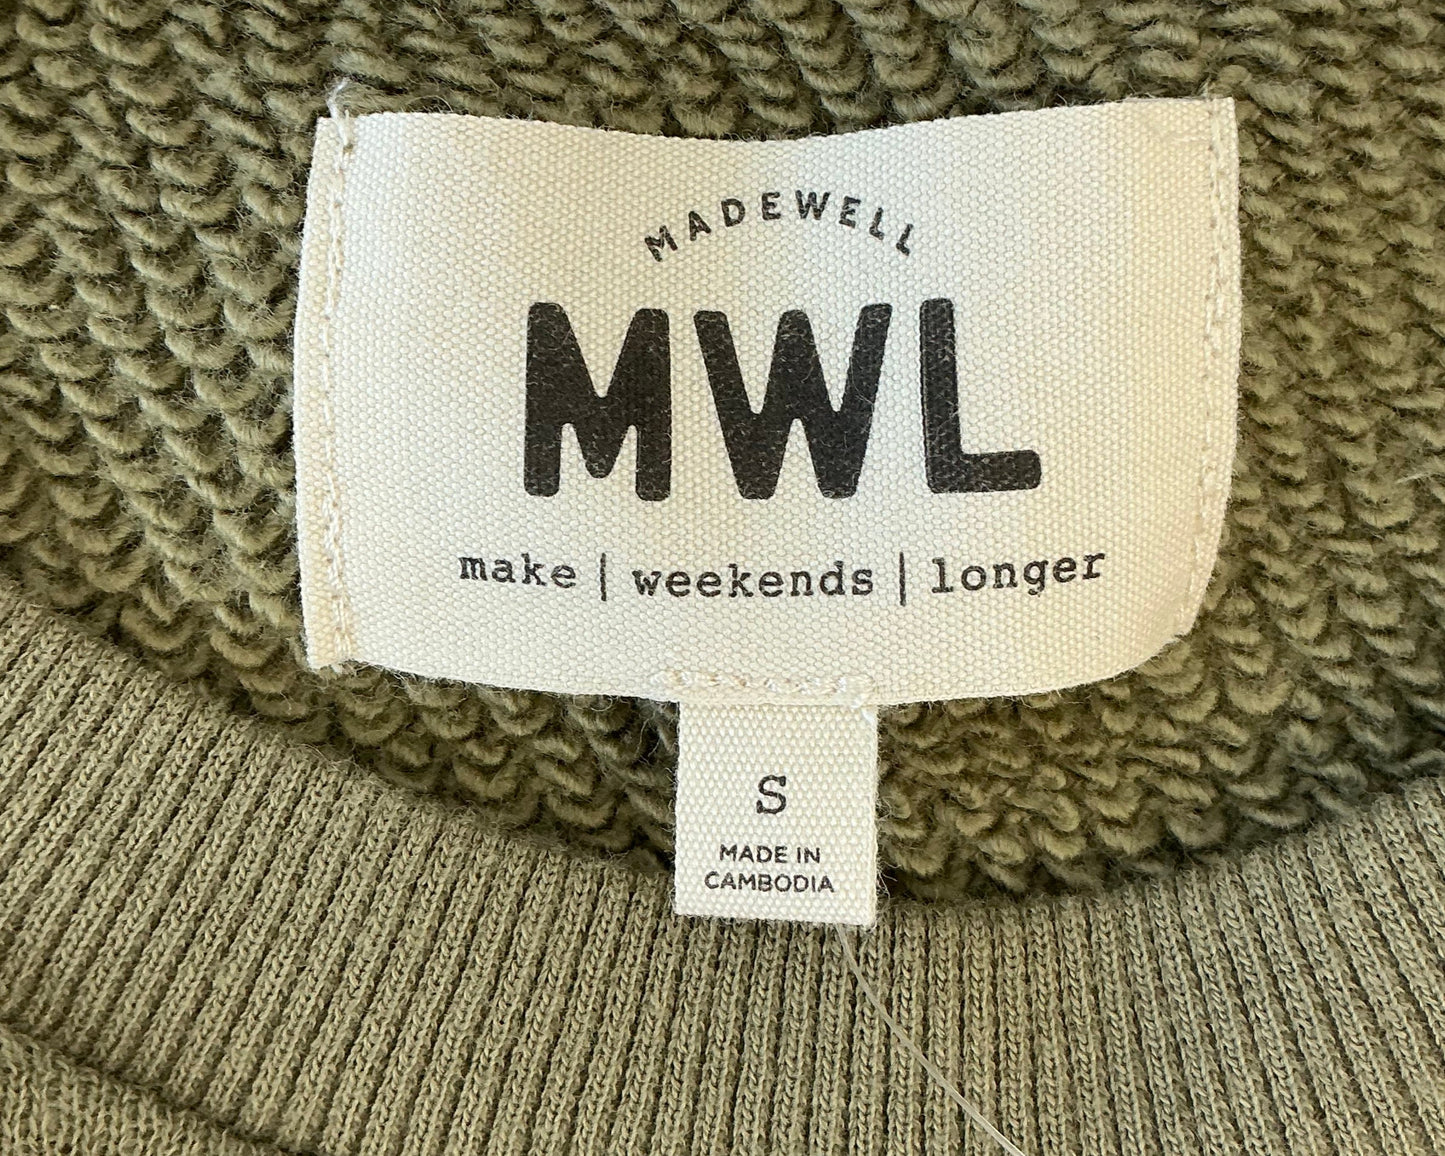 MADEWELL
MWL
make | weekends | longer
S
MADE IN
CAMBODIA